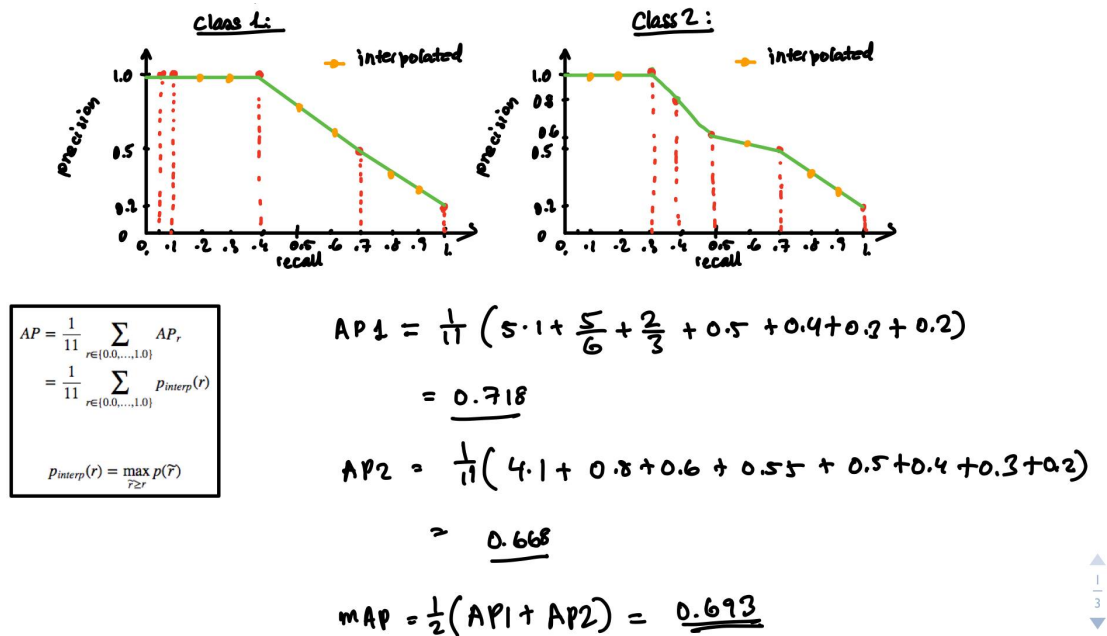 Class 1:
interpolated
precision
1.0
0.5
0.2
0
0. .1 .2 .3 .4 0.5 .6 .7 .8 .9 1.
recall
Class 2:
interpolated
precision
1.0
0.8
0.6
0.5
0.2
0
0. .1 .2 .3 .4 0.5 .6 .7 .8 .9 1.
recall
AP = 1/11 ∑ r∈{0.0,...,1.0} AP_r
= 1/11 ∑ r∈{0.0,...,1.0} p_interp(r)
p_interp(r) = max r̃≥r p(r̃)
AP1 = 1/11 (5·1 + 5/6 + 2/3 + 0.5 + 0.4 + 0.3 + 0.2)
= 0.718
AP2 = 1/11 (4·1 + 0.8 + 0.6 + 0.55 + 0.5 + 0.4 + 0.3 + 0.2)
= 0.668
mAP = 1/2 (AP1 + AP2) = 0.693
1
3